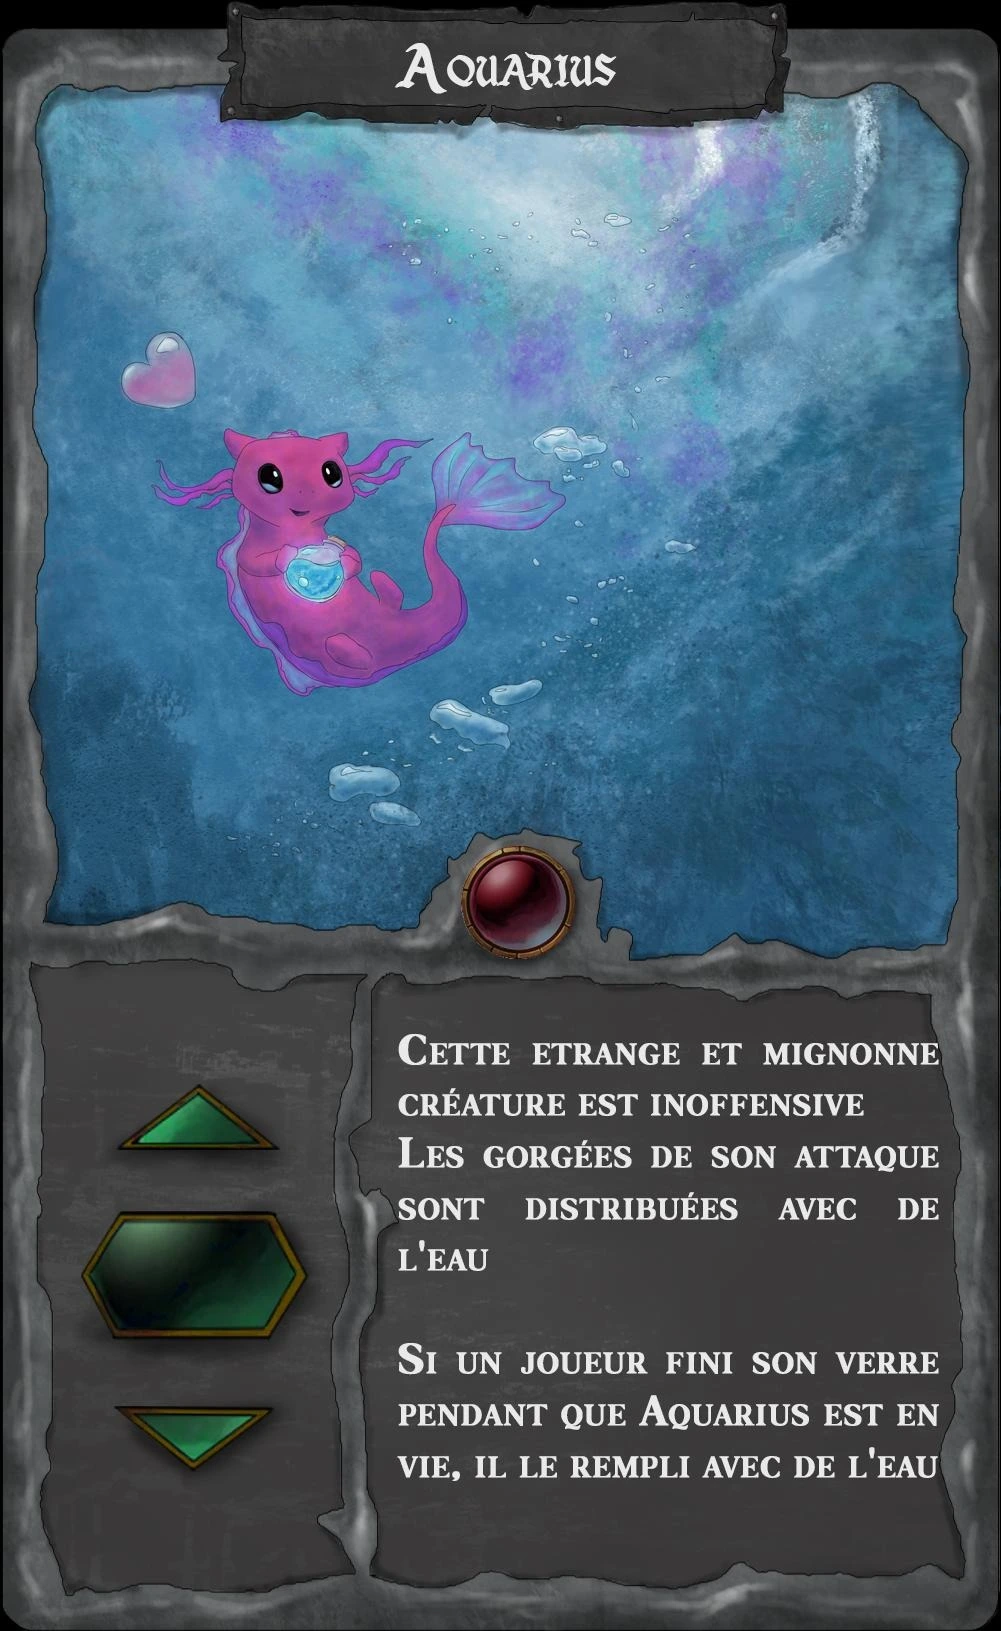 Aquarius
Cette etrange et mignonne
créature est inoffensive
Les gorgées de son attaque
sont distribuées avec de
l'eau
Si un joueur fini son verre
pendant que Aquarius est en
vie, il le rempli avec de l'eau